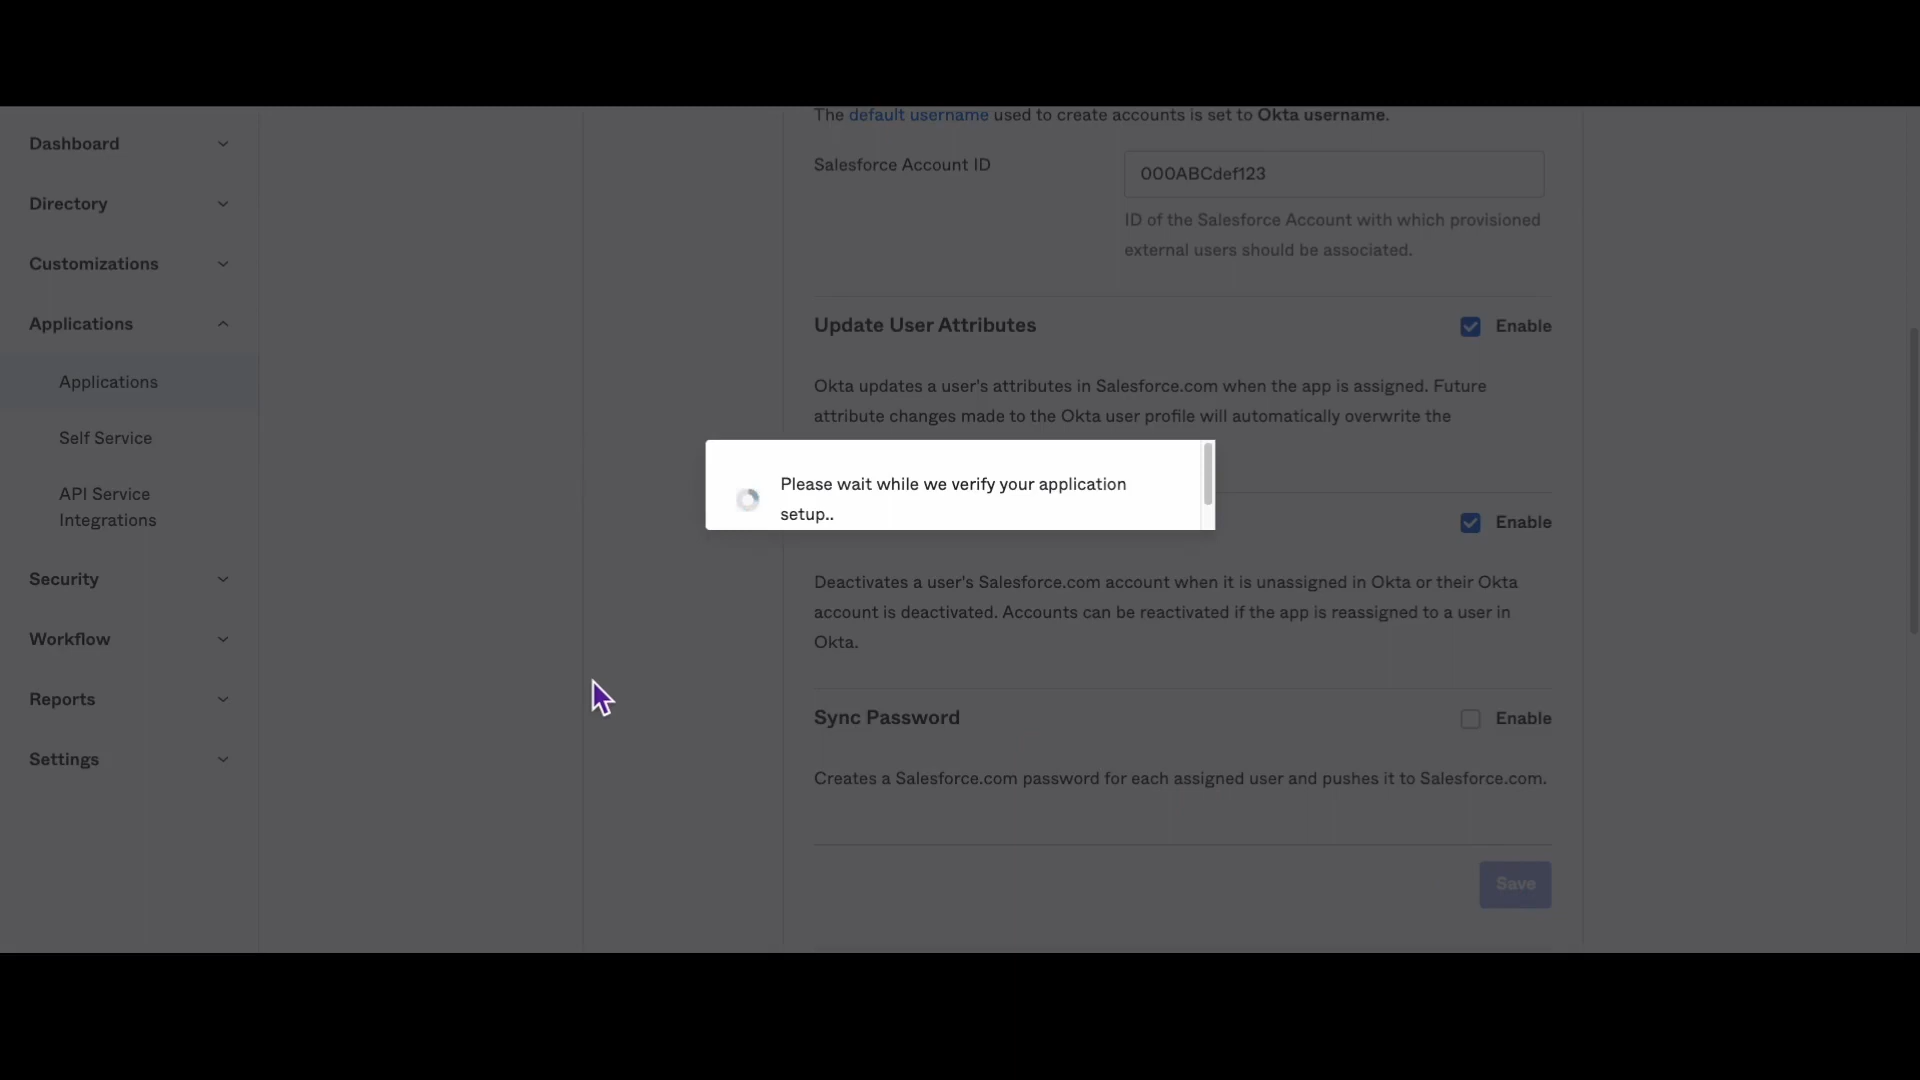 Dashboard
Directory
Customizations
Applications
Applications
Self Service
API Service
Integrations
Security
Workflow
Reports
Settings
The default username used to create accounts is set to Okta username.
Salesforce Account ID
000ABCdef123
ID of the Salesforce Account with which provisioned
external users should be associated.
Update User Attributes
Enable
Okta updates a user's attributes in Salesforce.com when the app is assigned. Future
attribute changes made to the Okta user profile will automatically overwrite the
Please wait while we verify your application
setup..
Enable
Deactivates a user's Salesforce.com account when it is unassigned in Okta or their Okta
account is deactivated. Accounts can be reactivated if the app is reassigned to a user in
Okta.
Sync Password
Enable
Creates a Salesforce.com password for each assigned user and pushes it to Salesforce.com.
Save